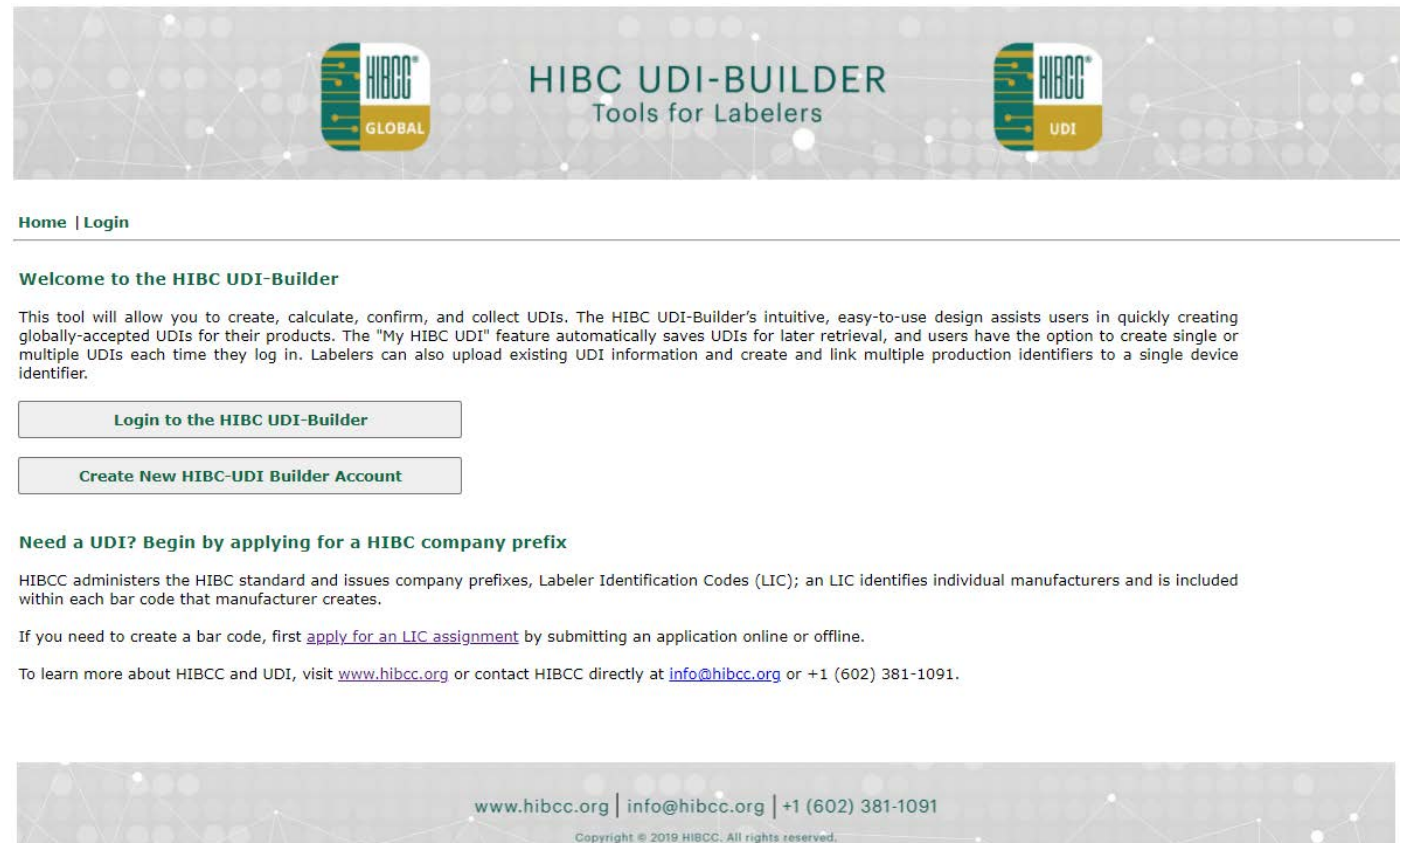 HIBCC®
GLOBAL
HIBC UDI-BUILDER
Tools for Labelers
HIBCC®
UDI
Home | Login
Welcome to the HIBC UDI-Builder
This tool will allow you to create, calculate, confirm, and collect UDIs. The HIBC UDI-Builder's intuitive, easy-to-use design assists users in quickly creating
globally-accepted UDIs for their products. The "My HIBC UDI" feature automatically saves UDIs for later retrieval, and users have the option to create single or
multiple UDIs each time they log in. Labelers can also upload existing UDI information and create and link multiple production identifiers to a single device
identifier.
Login to the HIBC UDI-Builder
Create New HIBC-UDI Builder Account
Need a UDI? Begin by applying for a HIBC company prefix
HIBCC administers the HIBC standard and issues company prefixes, Labeler Identification Codes (LIC); an LIC identifies individual manufacturers and is included
within each bar code that manufacturer creates.
If you need to create a bar code, first apply for an LIC assignment by submitting an application online or offline.
To learn more about HIBCC and UDI, visit www.hibcc.org or contact HIBCC directly at info@hibcc.org or +1 (602) 381-1091.
www.hibcc.org | info@hibcc.org | +1 (602) 381-1091
Copyright © 2019 HIBCC. All rights reserved.